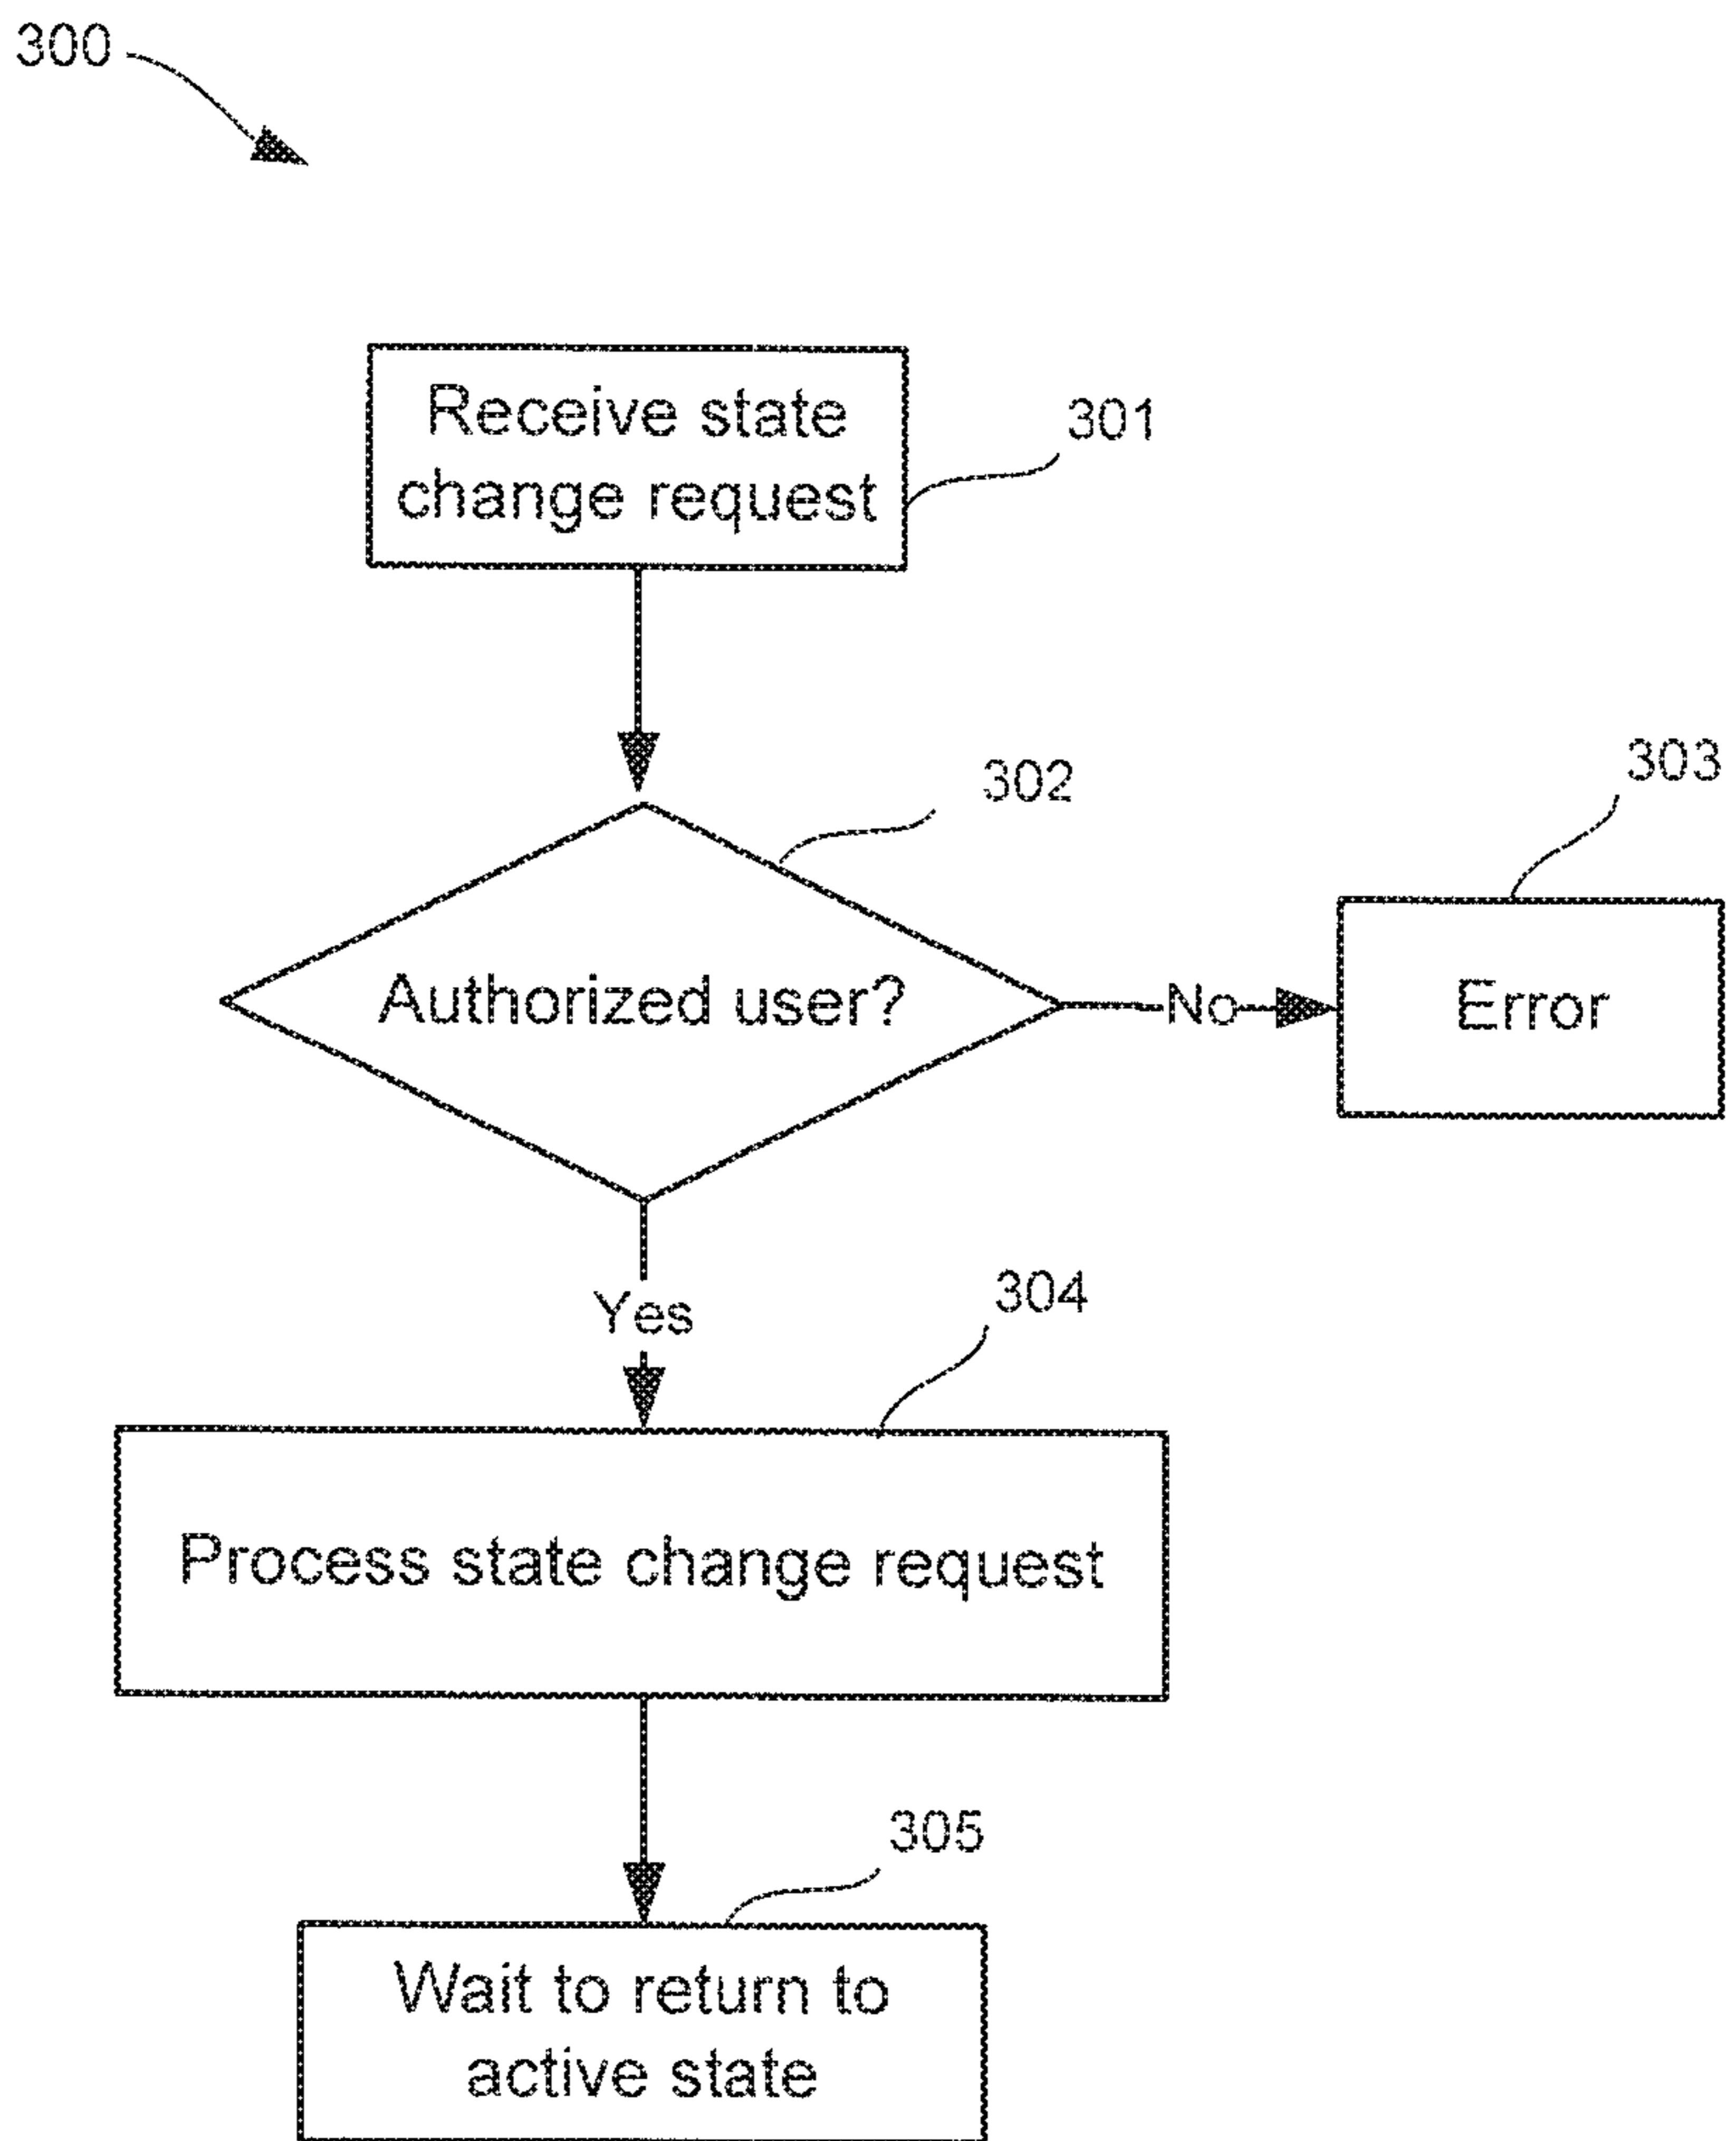 300
Receive state
change request
301
302
303
Authorized user?
No
Error
Yes
304
Process state change request
305
Wait to return to
active state